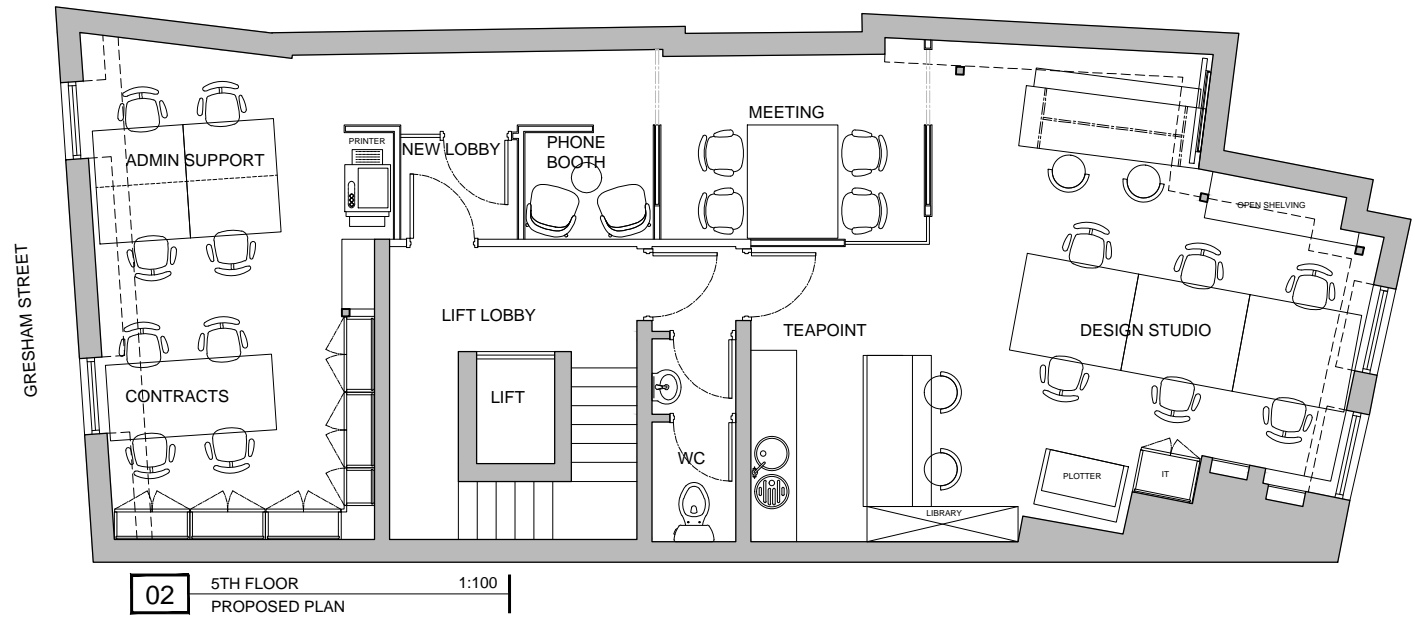 MEETING
PRINTER
NEW LOBBY
PHONE
BOOTH
ADMIN SUPPORT
OPEN SHELVING
GRESHAM STREET
LIFT LOBBY
TEAPOINT
DESIGN STUDIO
CONTRACTS
LIFT
WC
PLOTTER
IT
LIBRARY
02
5TH FLOOR 1:100
PROPOSED PLAN